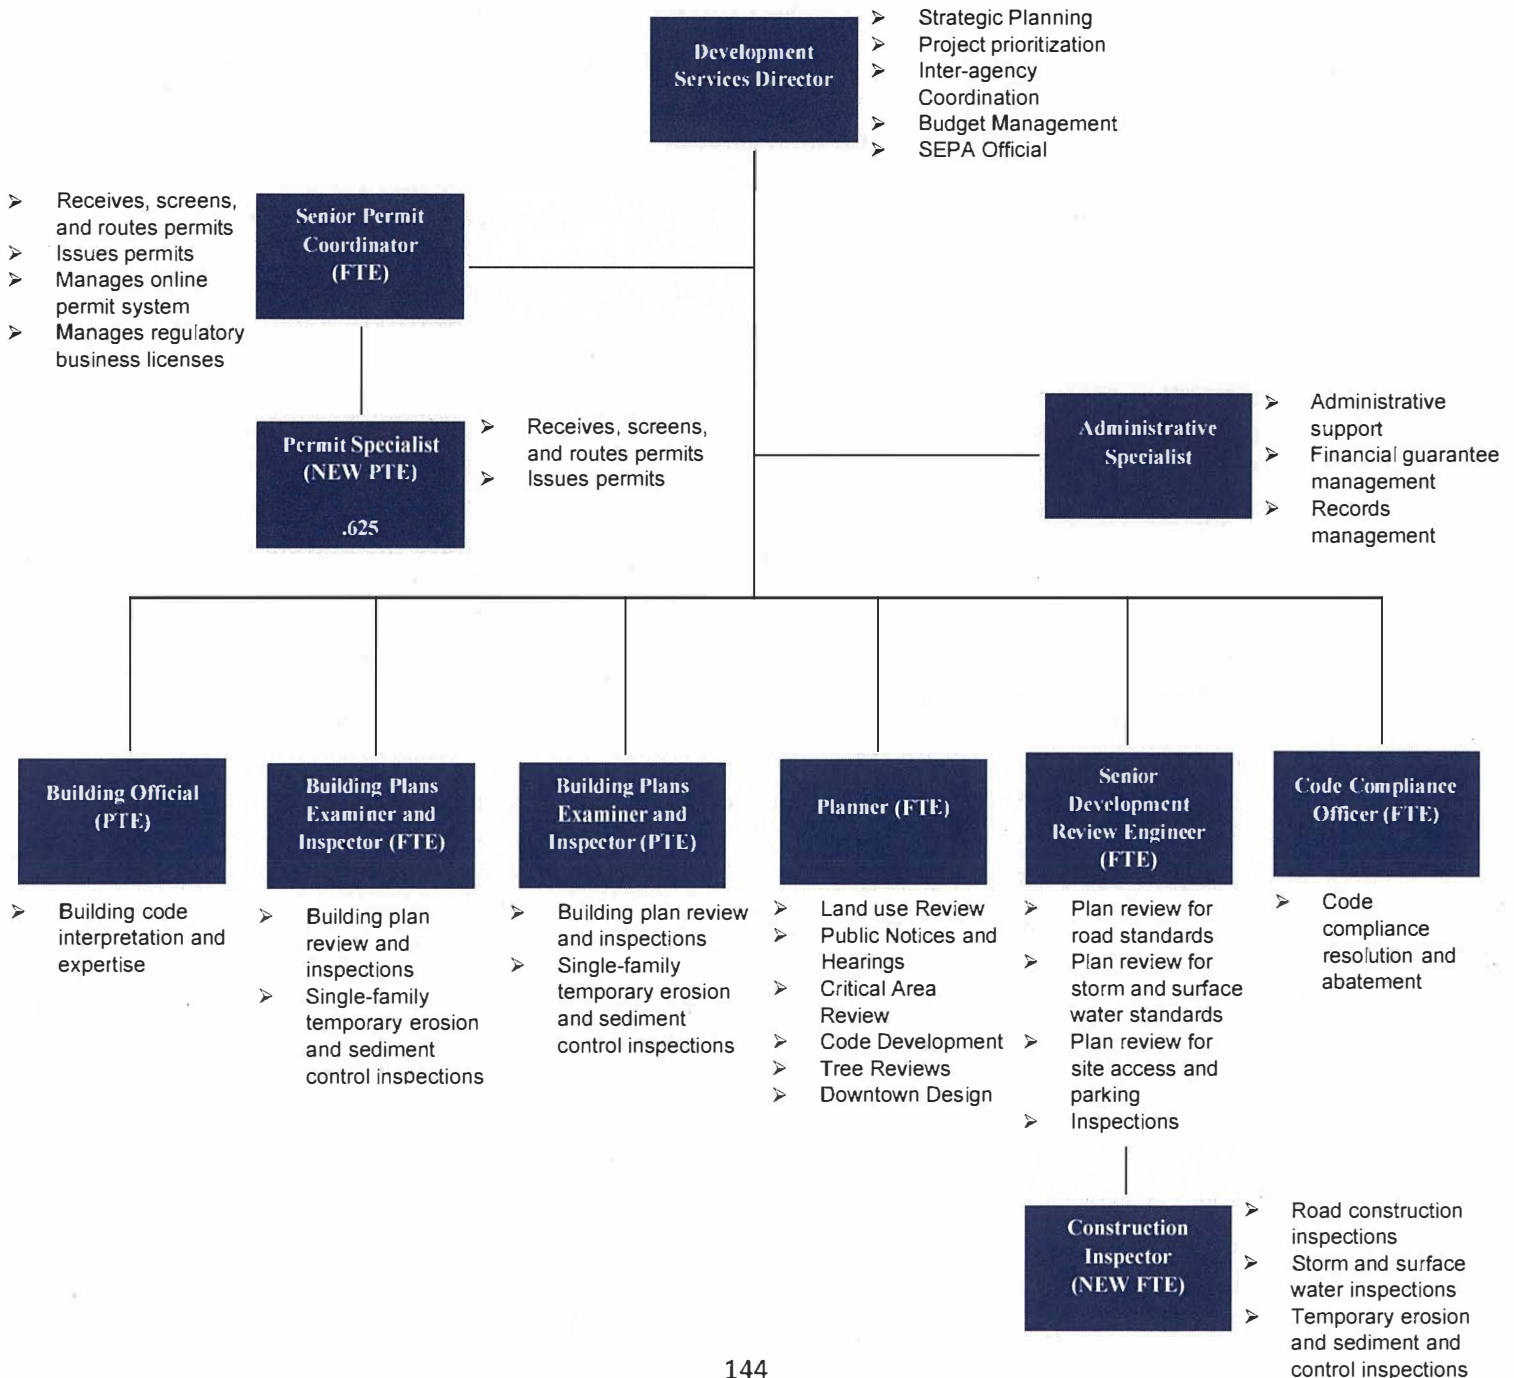 Development
Services Director
➢ Strategic Planning
➢ Project prioritization
➢ Inter-agency
Coordination
➢ Budget Management
➢ SEPA Official
➢ Receives, screens,
and routes permits
➢ Issues permits
➢ Manages online
permit system
➢ Manages regulatory
business licenses
Senior Permit
Coordinator
(FTE)
Permit Specialist
(NEW PTE)
.625
➢ Receives, screens,
and routes permits
➢ Issues permits
Administrative
Specialist
➢ Administrative
support
➢ Financial guarantee
management
➢ Records
management
Building Official
(PTE)
➢ Building code
interpretation and
expertise
Building Plans
Examiner and
Inspector (FTE)
➢ Building plan
review and
inspections
➢ Single-family
temporary erosion
and sediment
control inspections
Building Plans
Examiner and
Inspector (PTE)
➢ Building plan review
and inspections
➢ Single-family
temporary erosion
and sediment
control inspections
Planner (FTE)
➢ Land use Review
➢ Public Notices and
Hearings
➢ Critical Area
Review
➢ Code Development
➢ Tree Reviews
➢ Downtown Design
Senior
Development
Review Engineer
(FTE)
➢ Plan review for
road standards
➢ Plan review for
storm and surface
water standards
➢ Plan review for
site access and
parking
➢ Inspections
Code Compliance
Officer (FTE)
➢ Code
compliance
resolution and
abatement
Construction
Inspector
(NEW FTE)
➢ Road construction
inspections
➢ Storm and surface
water inspections
➢ Temporary erosion
and sediment and
control inspections
144